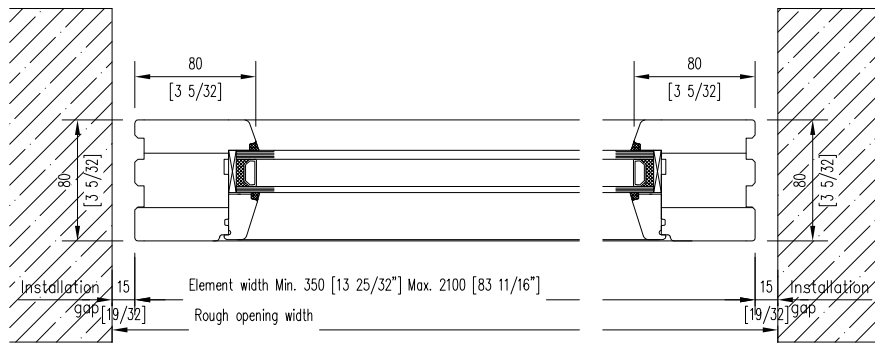 80
[3 5/32]
80
[3 5/32]
80
[3 5/32]
80
[3 5/32]
Installation gap
15
[19/32]
Element width Min. 350 [13 25/32"] Max. 2100 [83 11/16"]
Rough opening width
15
[19/32]
Installation
gap